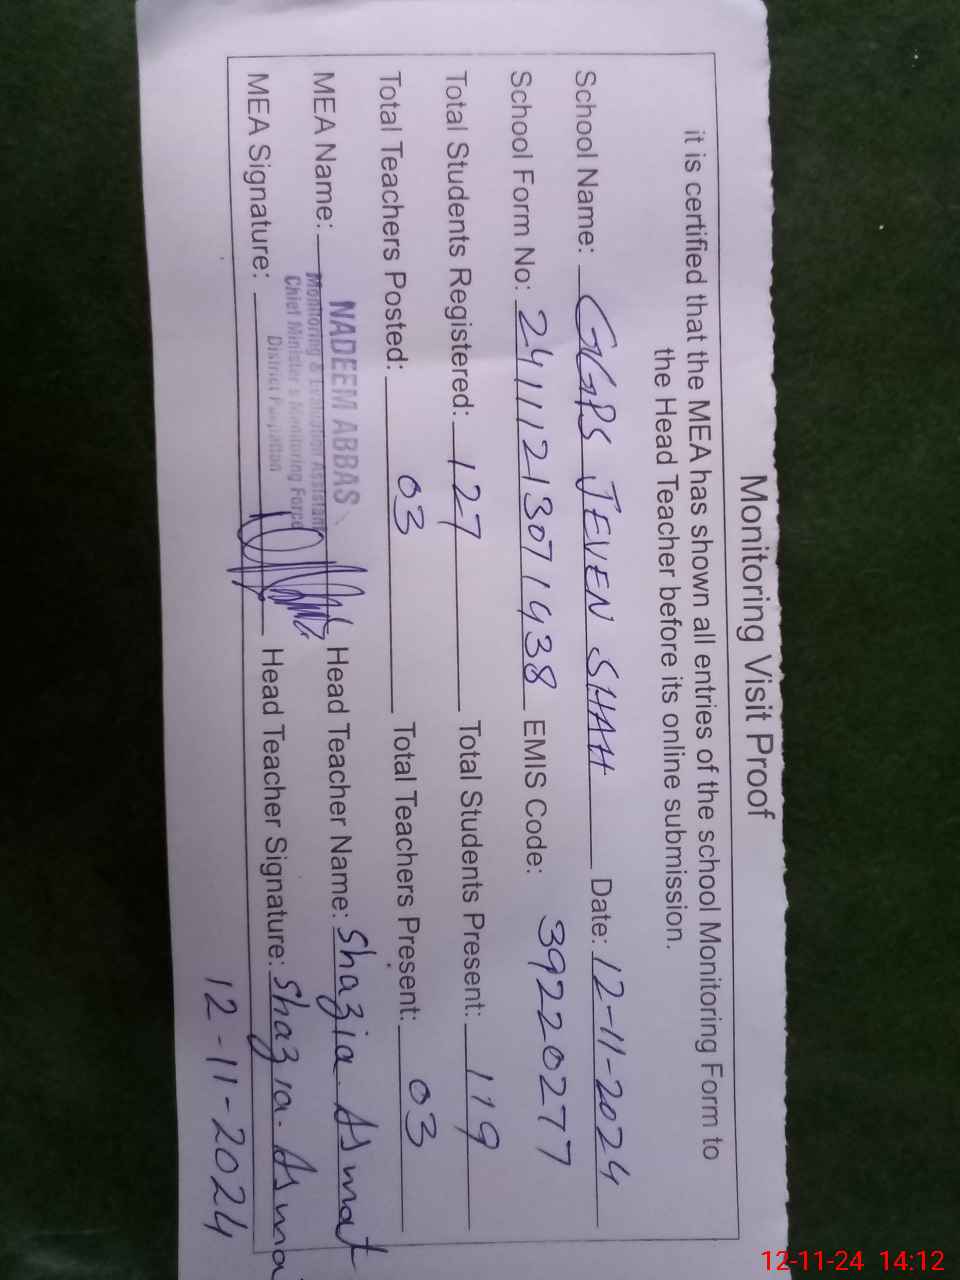 Monitoring Visit Proof
it is certified that the MEA has shown all entries of the school Monitoring Form to
the Head Teacher before its online submission.
School Name: GGPS JEVEN SHAH Date: 12-11-2024
School Form No: 24111213071438 EMIS Code: 39220277
Total Students Registered: 127 Total Students Present: 119
Total Teachers Posted: 03 Total Teachers Present: 03
NADEEM ABBAS
MEA Name: Monitoring & Evaluation Assistant Head Teacher Name: Shazia Asmat
Chief Minister's Monitoring Force
District Pakpattan
MEA Signature: Head Teacher Signature: Shazia. Asma
12-11-2024
12-11-24 14:12